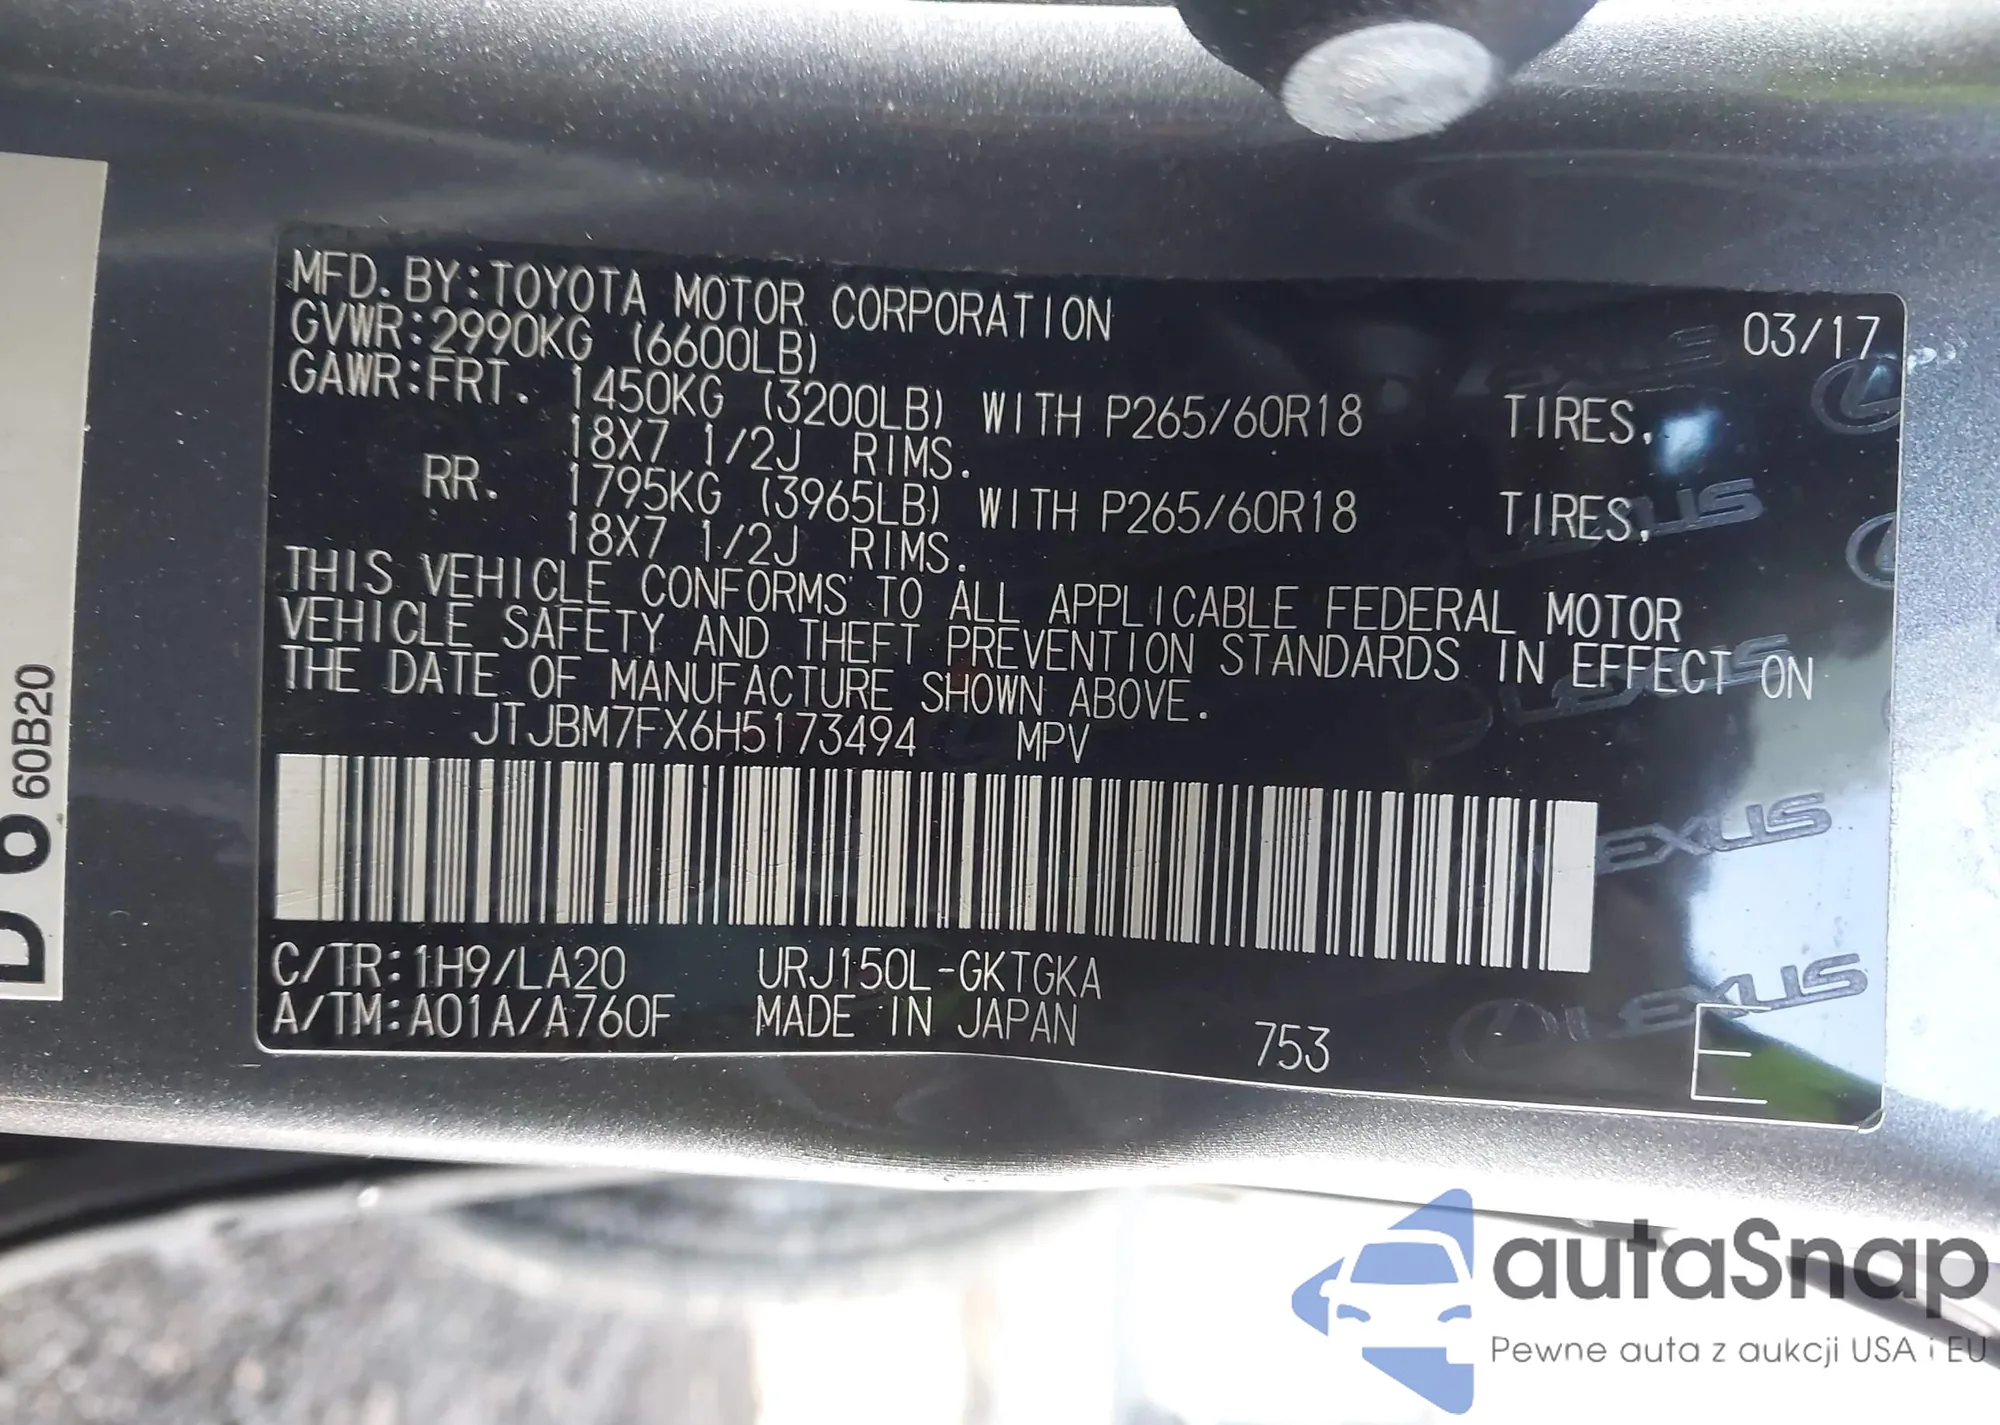 MFD. BY: TOYOTA MOTOR CORPORATION 03/17
GVWR: 2990KG (6600LB)
GAWR: FRT. 1450KG (3200LB) WITH P265/60R18 TIRES,
18X7 1/2J RIMS.
RR. 1795KG (3965LB) WITH P265/60R18 TIRES,
18X7 1/2J RIMS.
THIS VEHICLE CONFORMS TO ALL APPLICABLE FEDERAL MOTOR
VEHICLE SAFETY AND THEFT PREVENTION STANDARDS IN EFFECT ON
THE DATE OF MANUFACTURE SHOWN ABOVE.
JTJBM7FX6H5173494 MPV
C/TR: 1H9/LA20 URJ150L-GKTGKA
A/TM: A01A/A760F MADE IN JAPAN 753 E
60B20
LEXUS
LEXUS
LEXUS
LEXUS
autaSnap
Pewne auta z aukcji USA i EU